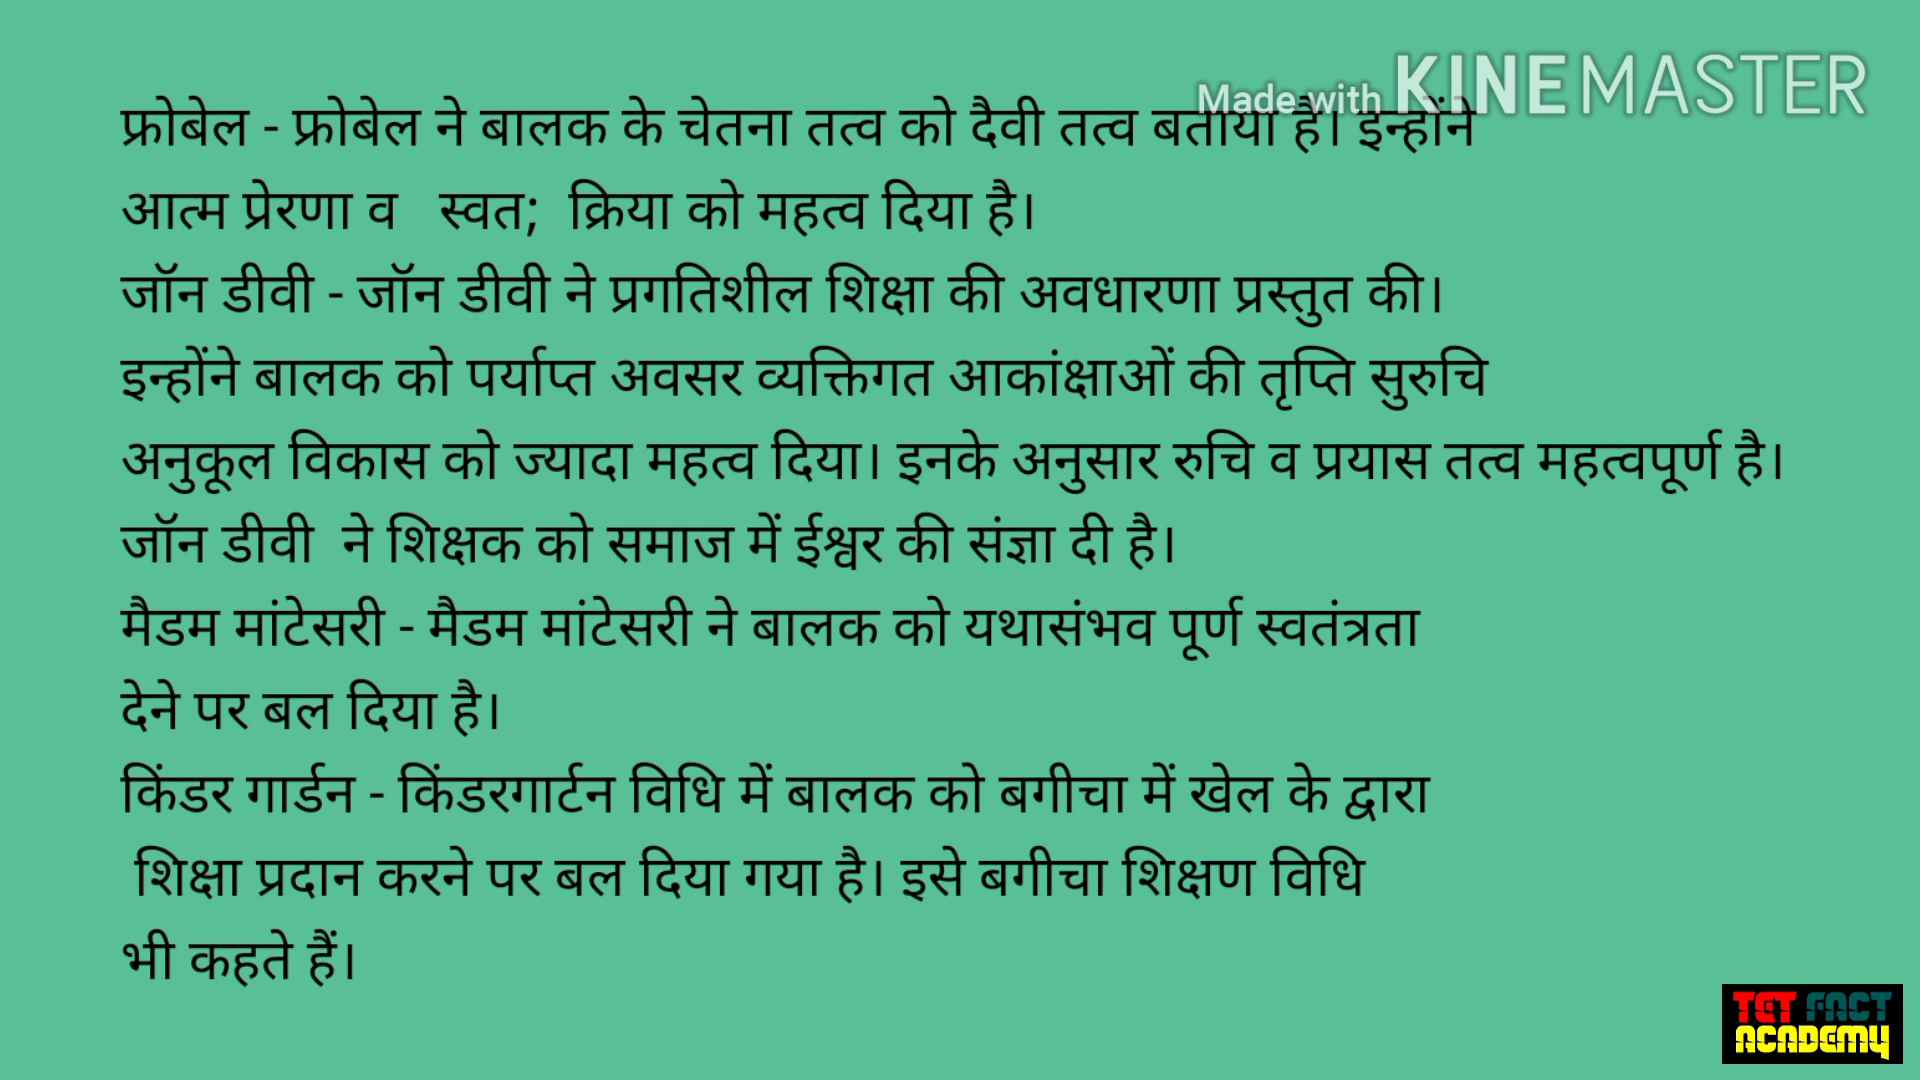 Made with KINEMASTER
फ्रोबेल - फ्रोबेल ने बालक के चेतना तत्व को दैवी तत्व बताया है। इन्होंने
आत्म प्रेरणा व   स्वत;  क्रिया को महत्व दिया है।
जॉन डीवी - जॉन डीवी ने प्रगतिशील शिक्षा की अवधारणा प्रस्तुत की।
इन्होंने बालक को पर्याप्त अवसर व्यक्तिगत आकांक्षाओं की तृप्ति सुरुचि
अनुकूल विकास को ज्यादा महत्व दिया। इनके अनुसार रुचि व प्रयास तत्व महत्वपूर्ण है।
जॉन डीवी  ने शिक्षक को समाज में ईश्वर की संज्ञा दी है।
मैडम मांटेसरी - मैडम मांटेसरी ने बालक को यथासंभव पूर्ण स्वतंत्रता
देने पर बल दिया है।
किंडर गार्डन - किंडरगार्टन विधि में बालक को बगीचा में खेल के द्वारा
शिक्षा प्रदान करने पर बल दिया गया है। इसे बगीचा शिक्षण विधि
भी कहते हैं।
TET FACT
ACADEMY